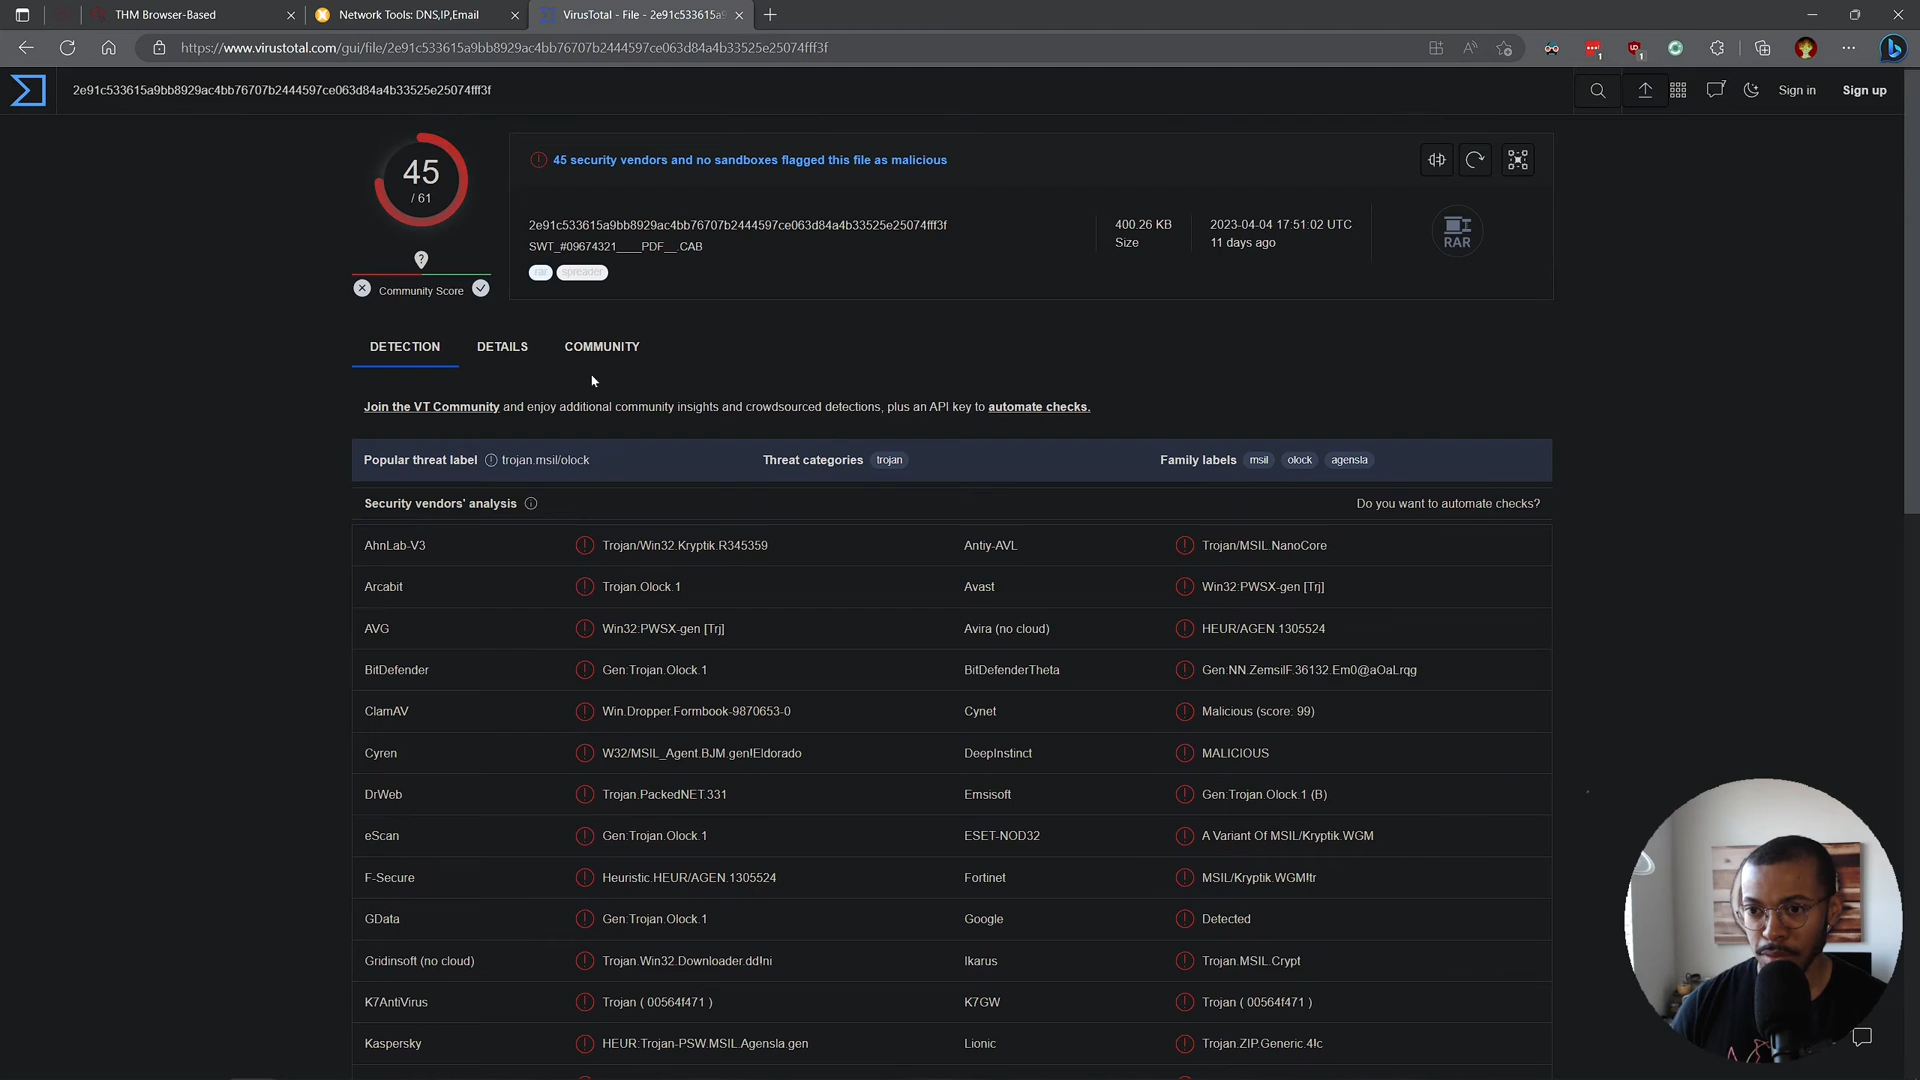 THM Browser-Based
Network Tools: DNS,IP,Email
VirusTotal - File - 2e91c533615a9
https://www.virustotal.com/gui/file/2e91c533615a9bb8929ac4bb76707b2444597ce063d84a4b33525e25074fff3f
1
1
2e91c533615a9bb8929ac4bb76707b2444597ce063d84a4b33525e25074fff3f
Sign in
Sign up
45
/ 61
45 security vendors and no sandboxes flagged this file as malicious
2e91c533615a9bb8929ac4bb76707b2444597ce063d84a4b33525e25074fff3f
SWT_#09674321____PDF__.CAB
rar
spreader
400.26 KB
Size
2023-04-04 17:51:02 UTC
11 days ago
RAR
?
Community Score
DETECTION
DETAILS
COMMUNITY
Join the VT Community and enjoy additional community insights and crowdsourced detections, plus an API key to automate checks.
Popular threat label trojan.msil/olock
Threat categories trojan
Family labels msil olock agensla
Security vendors' analysis
Do you want to automate checks?
AhnLab-V3 Trojan/Win32.Kryptik.R345359 Antiy-AVL Trojan/MSIL.NanoCore
Arcabit Trojan.Olock.1 Avast Win32:PWSX-gen [Trj]
AVG Win32:PWSX-gen [Trj] Avira (no cloud) HEUR/AGEN.1305524
BitDefender Gen:Trojan.Olock.1 BitDefenderTheta Gen:NN.ZemsilF.36132.Em0@aOaLrqg
ClamAV Win.Dropper.Formbook-9870653-0 Cynet Malicious (score: 99)
Cyren W32/MSIL_Agent.BJM.gen!Eldorado DeepInstinct MALICIOUS
DrWeb Trojan.PackedNET.331 Emsisoft Gen:Trojan.Olock.1 (B)
eScan Gen:Trojan.Olock.1 ESET-NOD32 A Variant Of MSIL/Kryptik.WGM
F-Secure Heuristic.HEUR/AGEN.1305524 Fortinet MSIL/Kryptik.WGM!tr
GData Gen:Trojan.Olock.1 Google Detected
Gridinsoft (no cloud) Trojan.Win32.Downloader.dd!ni Ikarus Trojan.MSIL.Crypt
K7AntiVirus Trojan ( 00564f471 ) K7GW Trojan ( 00564f471 )
Kaspersky HEUR:Trojan-PSW.MSIL.Agensla.gen Lionic Trojan.ZIP.Generic.4!c